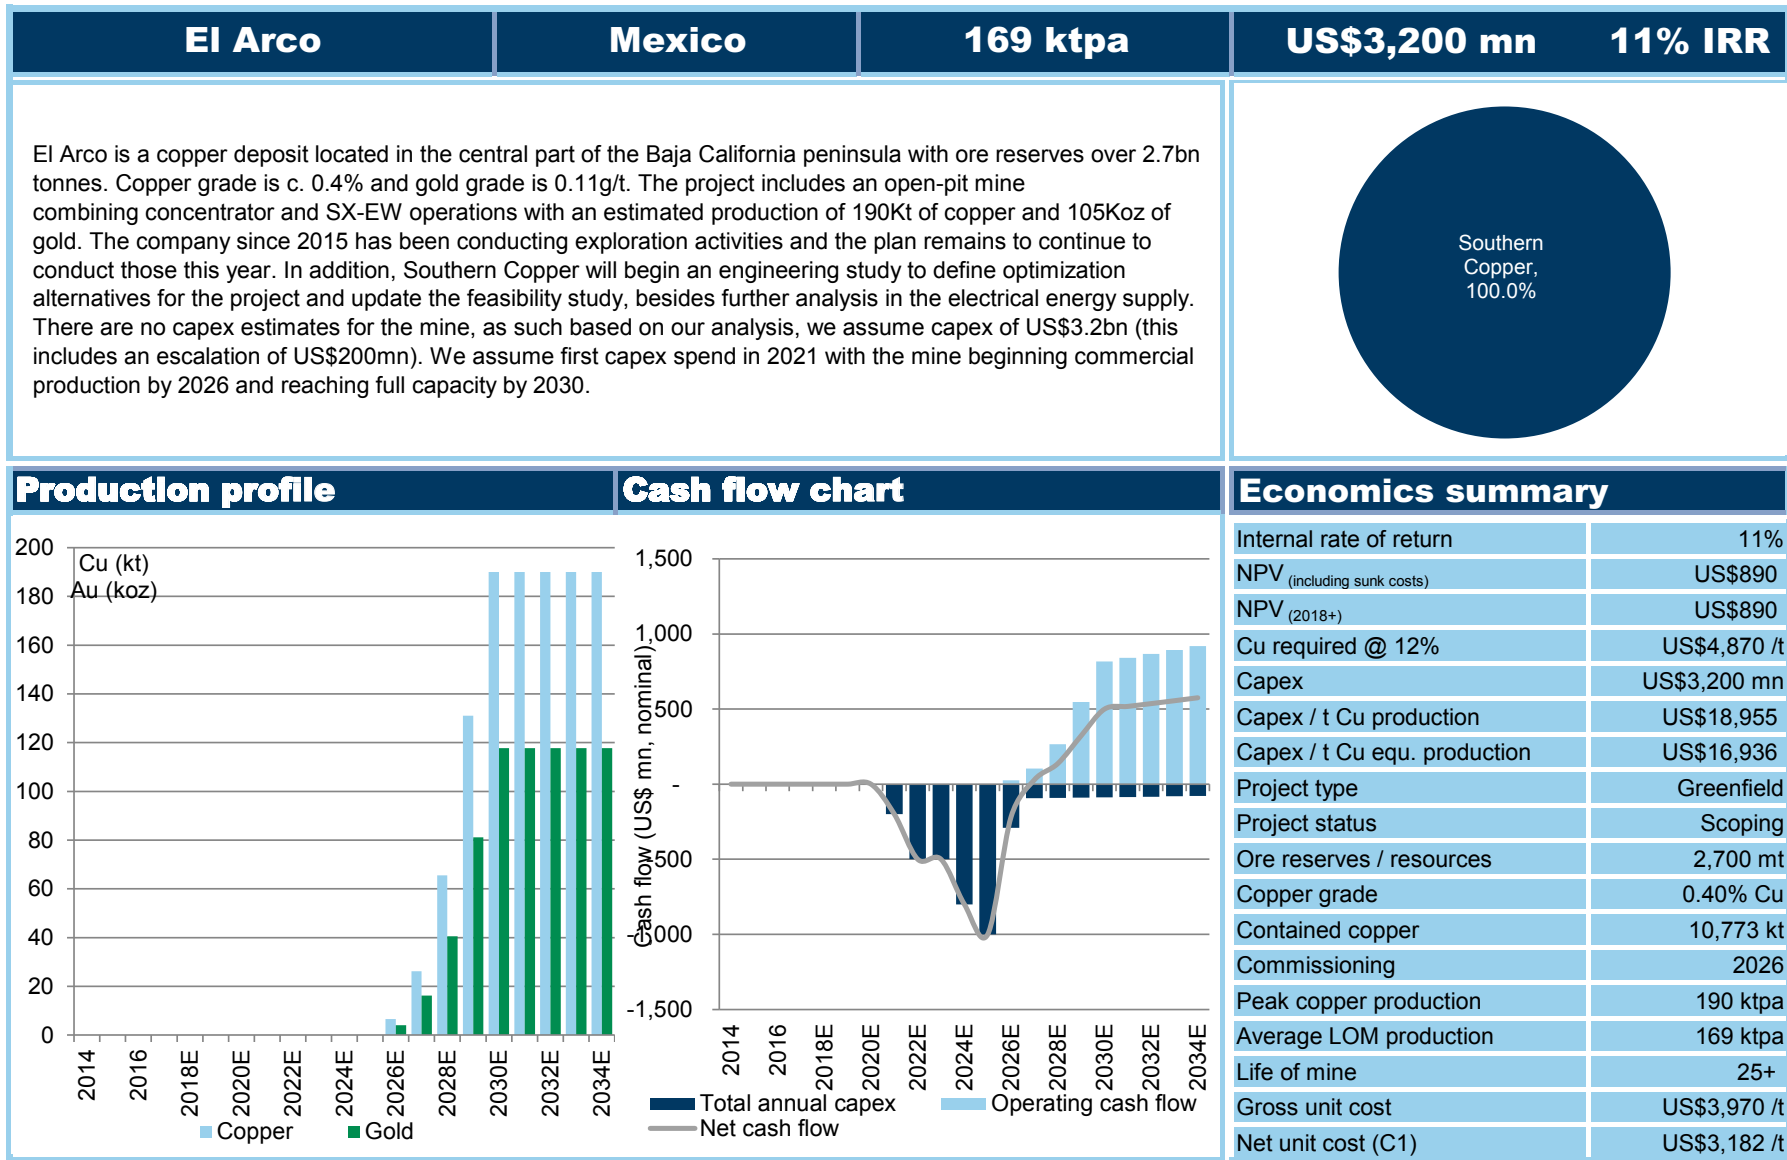 El Arco
Mexico
169 ktpa
US$3,200 mn
11% IRR
El Arco is a copper deposit located in the central part of the Baja California peninsula with ore reserves over 2.7bn
tonnes. Copper grade is c. 0.4% and gold grade is 0.11g/t. The project includes an open-pit mine
combining concentrator and SX-EW operations with an estimated production of 190Kt of copper and 105Koz of
gold. The company since 2015 has been conducting exploration activities and the plan remains to continue to
conduct those this year. In addition, Southern Copper will begin an engineering study to define optimization
alternatives for the project and update the feasibility study, besides further analysis in the electrical energy supply.
There are no capex estimates for the mine, as such based on our analysis, we assume capex of US$3.2bn (this
includes an escalation of US$200mn). We assume first capex spend in 2021 with the mine beginning commercial
production by 2026 and reaching full capacity by 2030.
Southern
Copper,
100.0%
Production profile
200
180
160
140
120
100
80
60
40
20
0
Cu (kt)
Au (koz)
2014
2016
2018E
2020E
2022E
2024E
2026E
2028E
2030E
2032E
2034E
Copper
Gold
Cash flow chart
Cash flow (US$ mn, nominal)
1,500
1,000
500
-
-500
-1,000
-1,500
2014
2016
2018E
2020E
2022E
2024E
2026E
2028E
2030E
2032E
2034E
Total annual capex
Operating cash flow
Net cash flow
Economics summary
Internal rate of return 11%
NPV (including sunk costs) US$890
NPV (2018+) US$890
Cu required @ 12% US$4,870 /t
Capex US$3,200 mn
Capex / t Cu production US$18,955
Capex / t Cu equ. production US$16,936
Project type Greenfield
Project status Scoping
Ore reserves / resources 2,700 mt
Copper grade 0.40% Cu
Contained copper 10,773 kt
Commissioning 2026
Peak copper production 190 ktpa
Average LOM production 169 ktpa
Life of mine 25+
Gross unit cost US$3,970 /t
Net unit cost (C1) US$3,182 /t